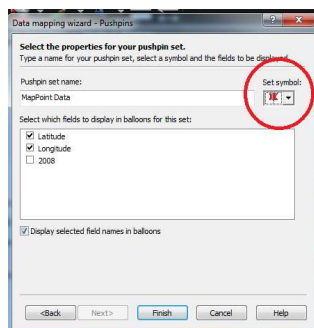 Data mapping wizard - Pushpins
Select the properties for your pushpin set.
Type a name for your pushpin set, select a symbol and the fields to be displayed.
Pushpin set name:
Set symbol:
MapPoint Data
Select which fields to display in balloons for this set:
Latitude
Longitude
2008
Display selected field names in balloons
<Back Next> Finish Cancel Help